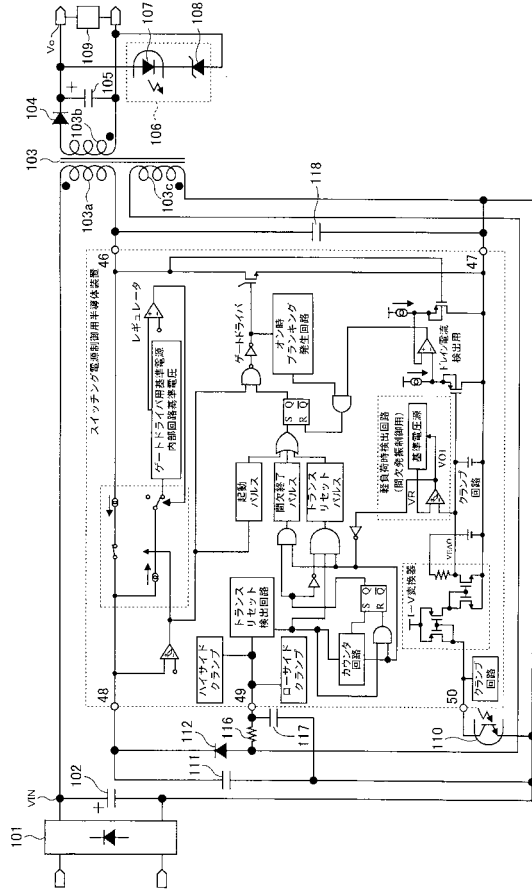 101
VIN
102
+
111
112
116
117
110
48
49
50
46
47
118
103
103a
103b
103c
104
105
+
106
107
108
109
Vo
スイッチング電源制御用半導体装置
レギュレータ
ゲートドライバ用基準電源
内部回路基準電圧
ゲートドライバ
オン時
ブランキング
発生回路
起動
パルス
間欠終了
パルス
トランス
リセット
パルス
S Q
R Q
トランス
リセット
検出回路
ハイサイド
クランプ
ローサイド
クランプ
カウンタ
回路
S Q
R Q
軽負荷時検出回路
(間欠発振制御用)
基準電圧源
VR
VO1
ドレイン電流
検出用
クランプ
回路
I-V変換器
クランプ
回路